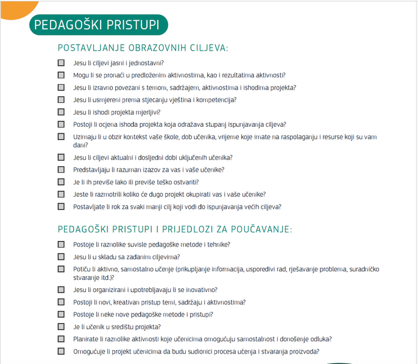 PEDAGOŠKI PRISTUPI
POSTAVLJANJE OBRAZOVNIH CILJEVA:
Jesu li ciljevi jasni i jednostavni?
Mogu li se pronaći u predloženim aktivnostima, kao i rezultatima aktivnosti?
Jesu li izravno povezani s temom, sadržajem, aktivnostima i ishodima projekta?
Jesu li usmjereni prema stjecanju vještina i kompetencija?
Jesu li ishodi projekta mjerljivi?
Postoji li ocjena ishoda projekta koja odražava stupanj ispunjavanja ciljeva?
Uzimaju li u obzir kontekst vaše škole, dob učenika, vrijeme koje imate na raspolaganju i resurse koji su vam
dani?
Jesu li ciljevi aktualni i dosljedni dobi uključenih učenika?
Predstavljaju li razuman izazov za vas i vaše učenike?
Je li ih previše lako ili previše teško ostvariti?
Jeste li razmotrili koliko će dugo projekt okupirati vas i vaše učenike?
Postavljate li rok za svaki manji cilj koji vodi do ispunjavanja većih ciljeva?
PEDAGOŠKI PRISTUPI I PRIJEDLOZI ZA POUČAVANJE:
Postoje li raznolike suvisle pedagoške metode i tehnike?
Jesu li u skladu sa zadanim ciljevima?
Potiču li aktivno, samostalno učenje (prikupljanje informacija, usporedivi rad, rješavanje problema, suradničko
stvaranje itd.)?
Jesu li organizirani i upotrebljavaju li se inovativno?
Postoji li novi, kreativan pristup temi, sadržaju i aktivnostima?
Postoje li neke nove pedagoške metode i pristupi?
Je li učenik u središtu projekta?
Planirate li raznolike aktivnosti koje učenicima omogućuju samostalnost i donošenje odluka?
Omogućuje li projekt učenicima da budu sudionici procesa učenja i stvaranja proizvoda?